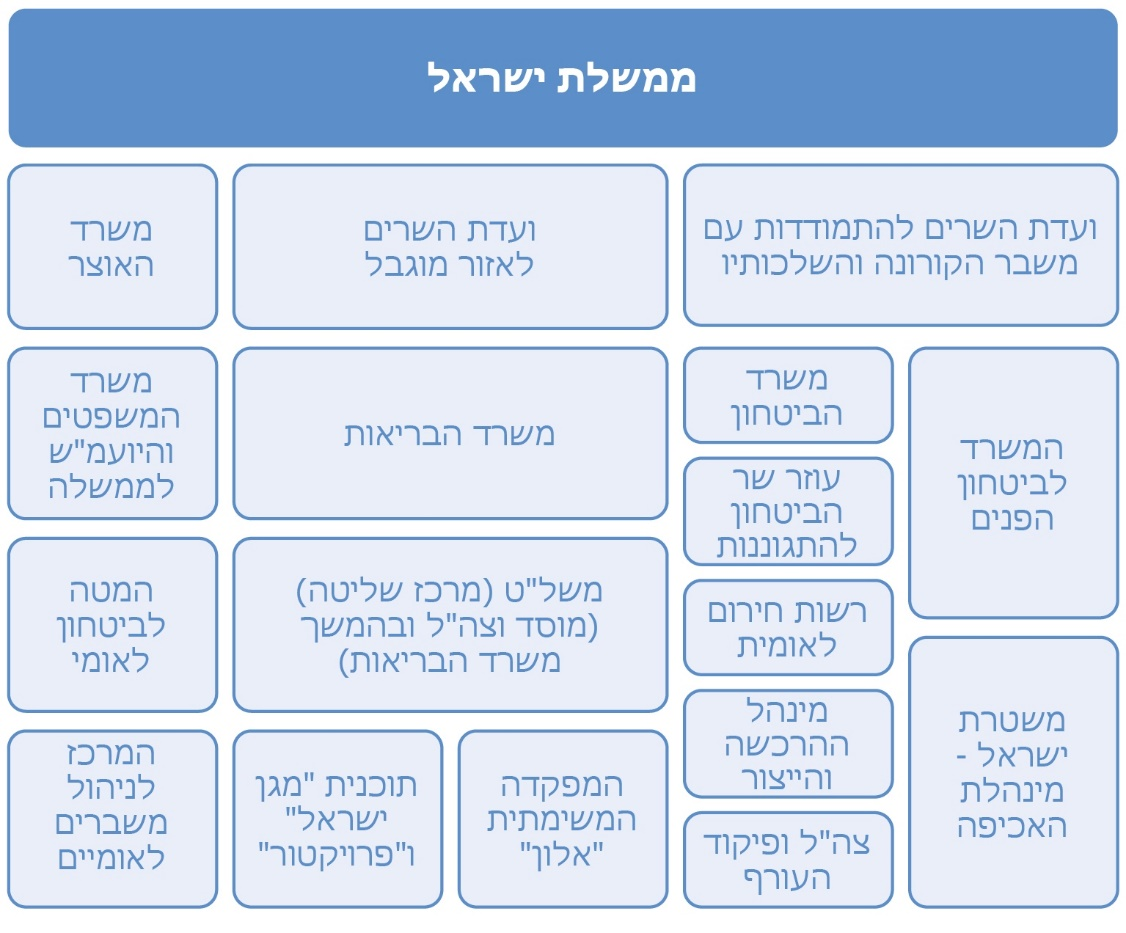 ממשלת ישראל
ועדת השרים להתמודדות עם
משבר הקורונה והשלכותיו
המשרד
לביטחון
הפנים
משטרת
ישראל -
מינהלת
האכיפה
משרד
הביטחון
עוזר שר
הביטחון
להתגוננות
רשות חירום
לאומית
מינהל
ההרכשה
והייצור
צה"ל ופיקוד
העורף
ועדת השרים
לאזור מוגבל
משרד הבריאות
משל"ט (מרכז שליטה)
(מוסד וצה"ל ובהמשך
משרד הבריאות)
המפקדה
המשימתית
"אלון"
תוכנית "מגן
ישראל"
ו"פרויקטור"
משרד
האוצר
משרד
המשפטים
והיועמ"ש
לממשלה
המטה
לביטחון
לאומי
המרכז
לניהול
משברים
לאומיים